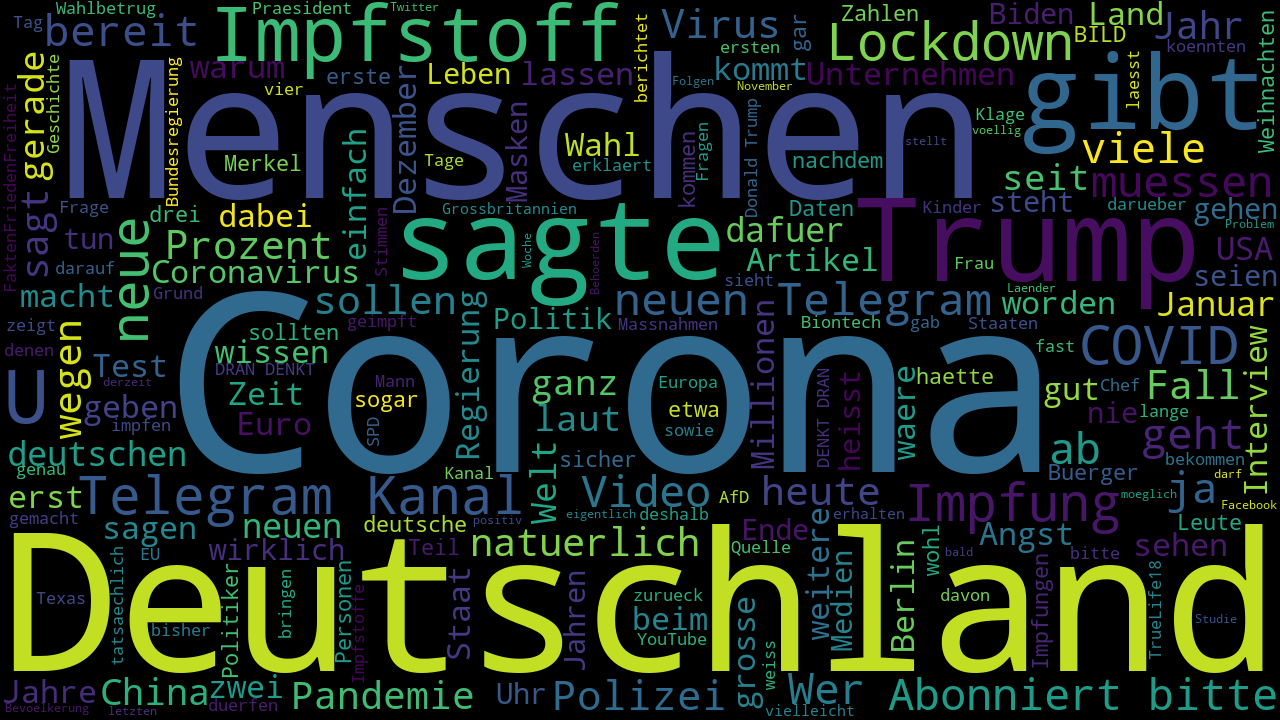 Wahlbetrug
Praesident
Twitter
Tag
bereit
Impfstoff
Virus
Zahlen
Biden
Land
Jahr
ersten
gar
Lockdown
BILD
koennten
gerade
Geschichte
warum
erste
vier
Leben
lassen
berichtet
Folgen
kommt
November
Unternehmen
laesst
Weihnachten
FaktenFriedenFreiheit
Bundesregierung
Menschen
gibt
Merkel
einfach
Dezember
Tage
Masken
Wahl
erklaert
kommen
Fragen
Donald Trump
nachdem
stellt
Klage
voellig
viele
seit
muessen
sagt
Frage
drei
dabei
Grossbritannien
Daten
Trump
Kinder
steht
darueber
gehen
Problem
tun
neue
Prozent
Stimmen
sagte
Woche
Behoerden
dafuer
Artikel
Frau
USA
darauf
Coronavirus
sieht
seien
macht
Grund
sollen
neuen
Telegram
Laender
worden
Januar
zeigt
wegen
sollten
geimpft
Regierung
Politik
Massnahmen
Millionen
Biontech
gab
Staaten
denen
Test
wissen
Corona
fast
COVID
Interview
derzeit
DRAN DENKT
Mann
Europa
U
geben
Zeit
sogar
ganz
etwa
DENKT DRAN
heisst
waere
haette
gut
Chef
Fall
impfen
Euro
SPD
laut
sowie
nie
lange
deutschen
Welt
sicher
ab
geht
genau
Kanal
Buerger
bekommen
erst
Telegram Kanal
Video
AfD
heute
Impfung
moeglich
ja
darf
Facebook
gemacht
sagen
neuen
deutsche
positiv
eigentlich
deshalb
Ende
erhalten
weitere
Angst
Leute
EU
wirklich
Teil
natuerlich
Quelle
wohl
bald
bitte
sehen
Deutschland
Texas
tatsaechlich
bisher
Politiker
bringen
Personen
Impfstoffe
Staat
Jahren
zurueck
beim
YouTube
grosse
weiss
Medien
Berlin
davon
Impfungen
TrueLife18
Studie
Jahre
Bevoelkerung
China
letzten
zwei
duerfen
Pandemie
Uhr
Polizei
Wer
vielleicht
Abonniert bitte